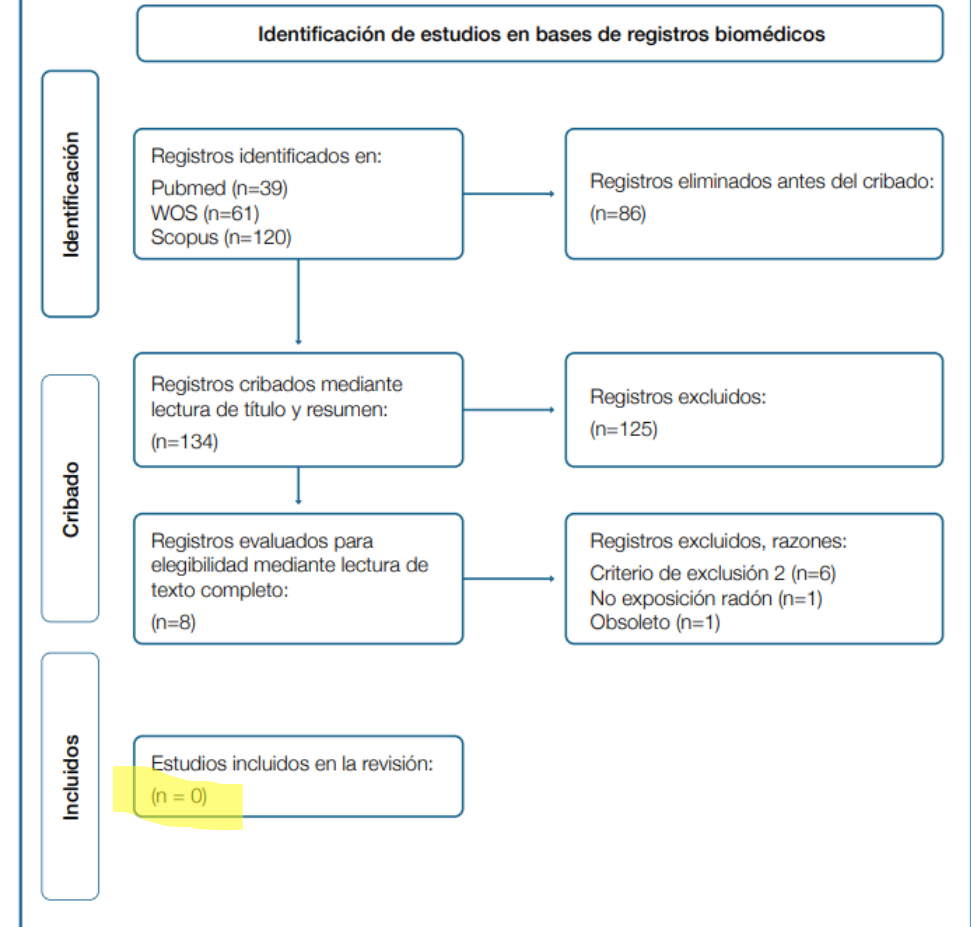 Identificación de estudios en bases de registros biomédicos
Identificación
Registros identificados en:
Pubmed (n=39)
WOS (n=61)
Scopus (n=120)
Registros eliminados antes del cribado:
(n=86)
Cribado
Registros cribados mediante
lectura de título y resumen:
(n=134)
Registros excluidos:
(n=125)
Registros evaluados para
elegibilidad mediante lectura de
texto completo:
(n=8)
Registros excluidos, razones:
Criterio de exclusión 2 (n=6)
No exposición radón (n=1)
Obsoleto (n=1)
Incluidos
Estudios incluidos en la revisión:
(n = 0)